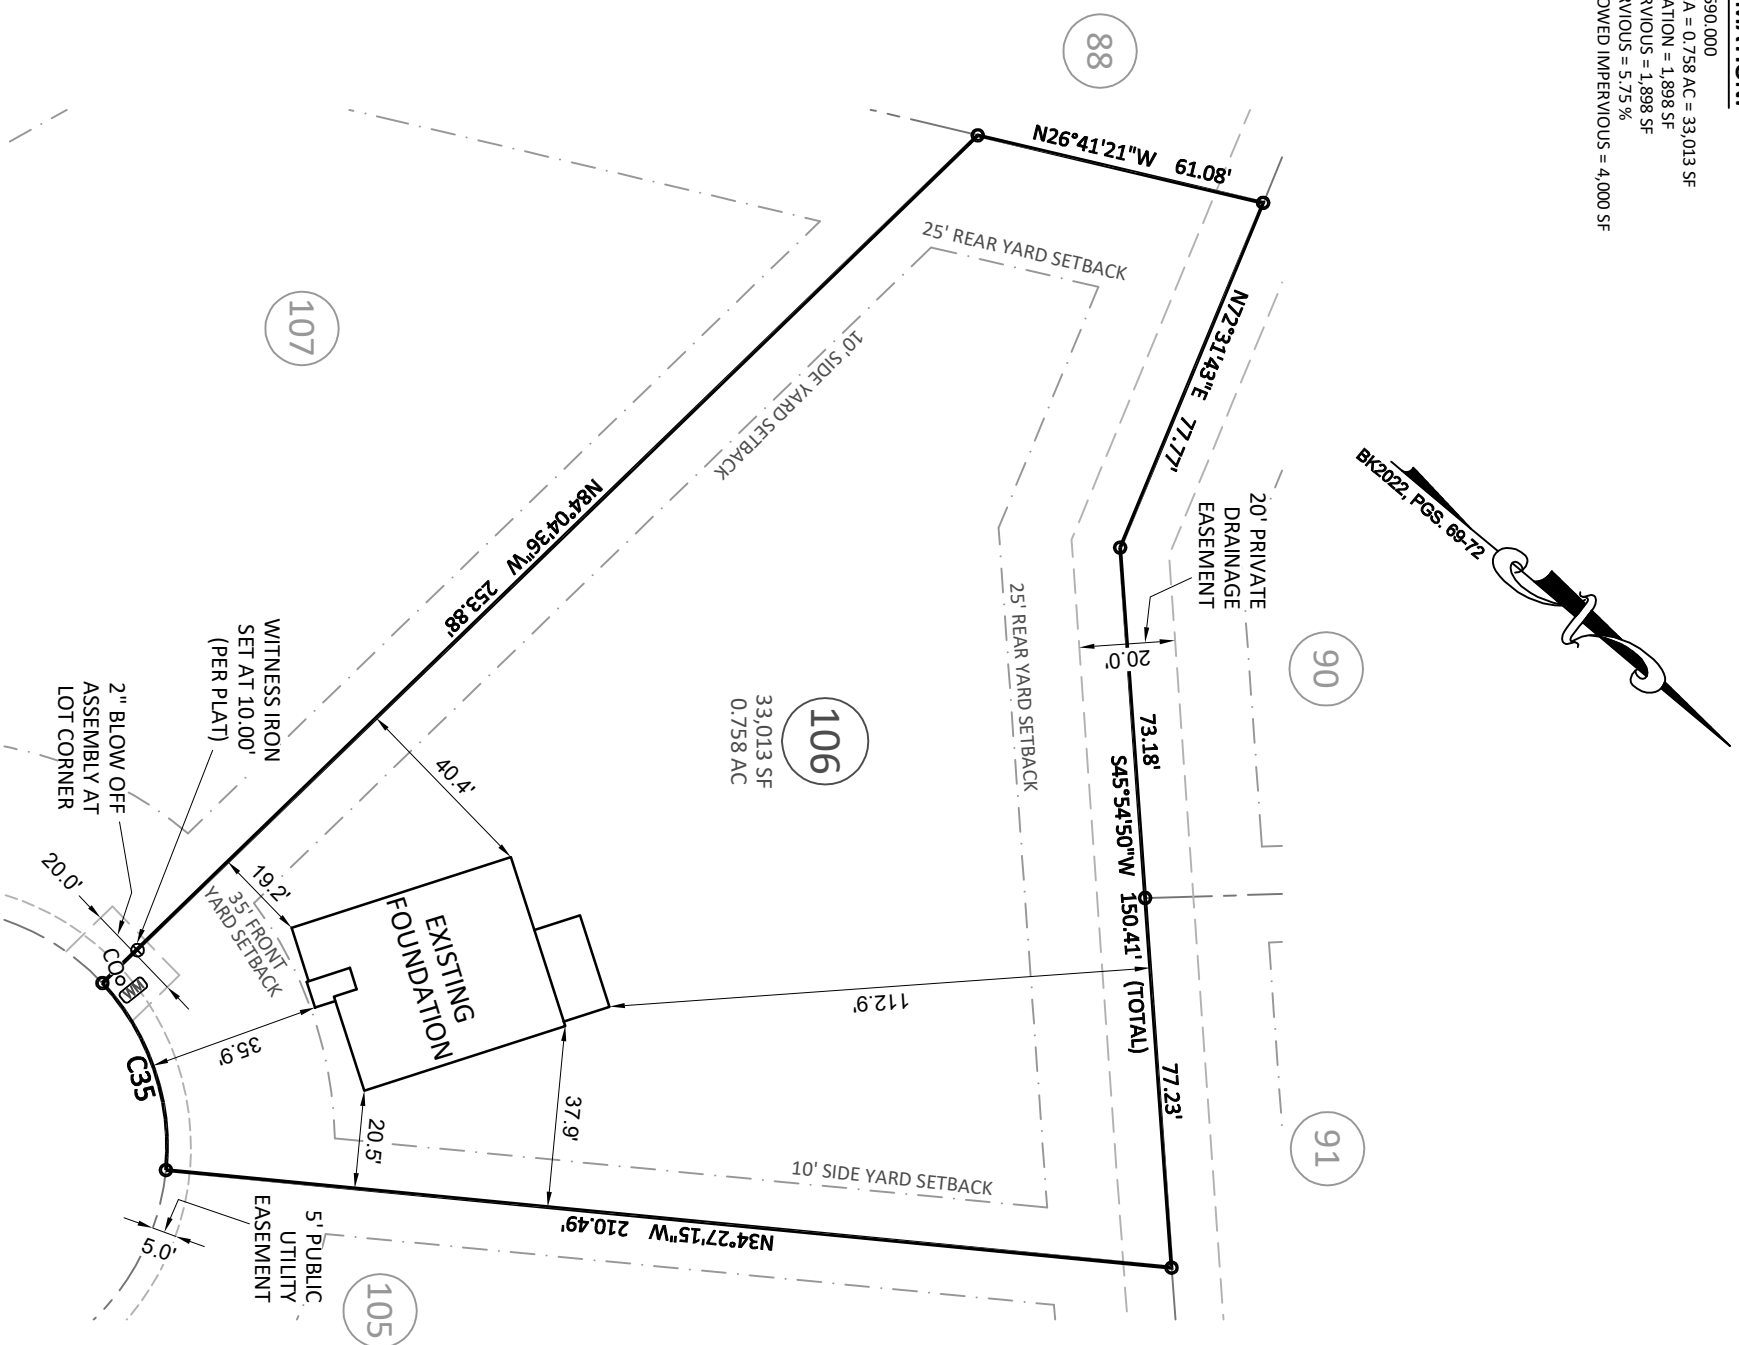 690.000
A = 0.758 AC = 33,013 SF
ATION = 1,898 SF
RVIOUS = 1,898 SF
RVIOUS = 5.75 %
OWED IMPERVIOUS = 4,000 SF
88
N26°41'21"W 61.08'
25' REAR YARD SETBACK
N72°31'43"E 77.77'
10' SIDE YARD SETBACK
107
N84°04'36"W 253.88'
BK2022, PGS. 69-72
20' PRIVATE
DRAINAGE
EASEMENT
20.0'
90
25' REAR YARD SETBACK
106
33,013 SF
0.758 AC
73.18'
S45°54'50"W 150.41' (TOTAL)
77.23'
91
WITNESS IRON
SET AT 10.00'
(PER PLAT)
2" BLOW OFF
ASSEMBLY AT
LOT CORNER
20.0'
40.4'
19.2'
35' FRONT
YARD SETBACK
EXISTING
FOUNDATION
112.9'
CO
WM
35.9'
C35
37.9'
20.5'
10' SIDE YARD SETBACK
N34°27'15"W 210.49'
5' PUBLIC
UTILITY
EASEMENT
5.0'
105